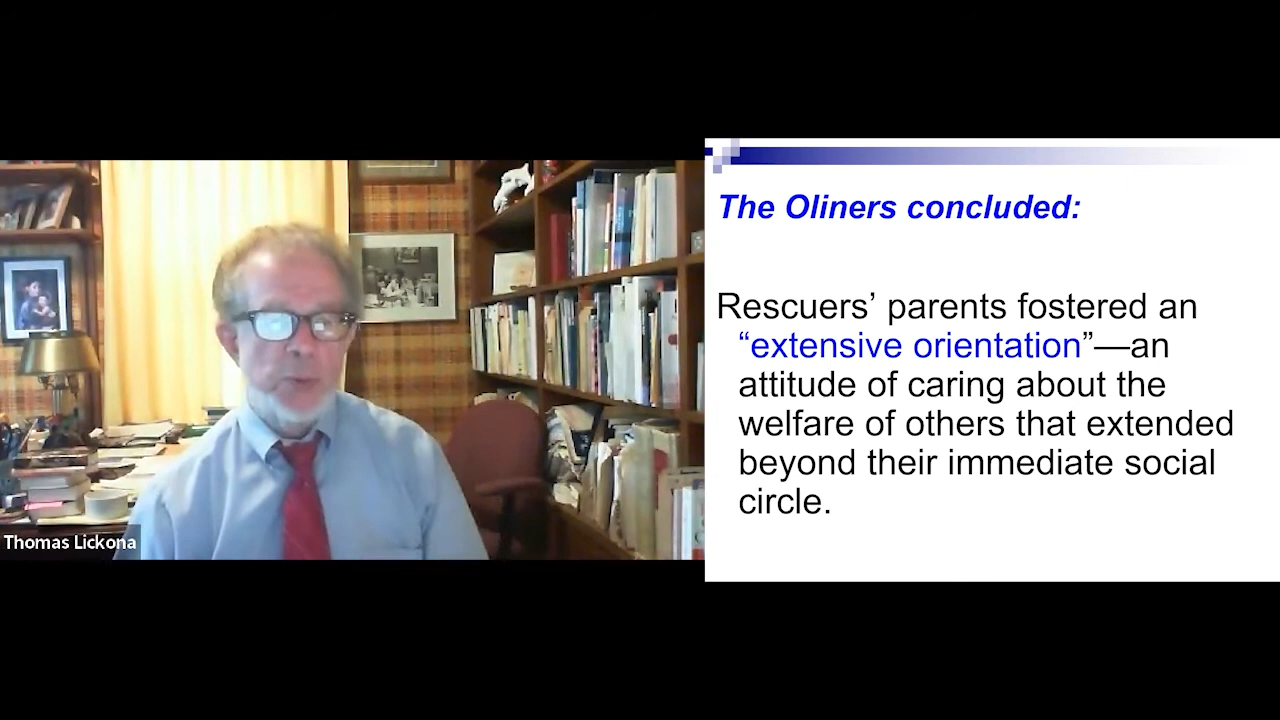 Thomas Lickona
The Oliners concluded:
Rescuers’ parents fostered an
“extensive orientation”—an
attitude of caring about the
welfare of others that extended
beyond their immediate social
circle.